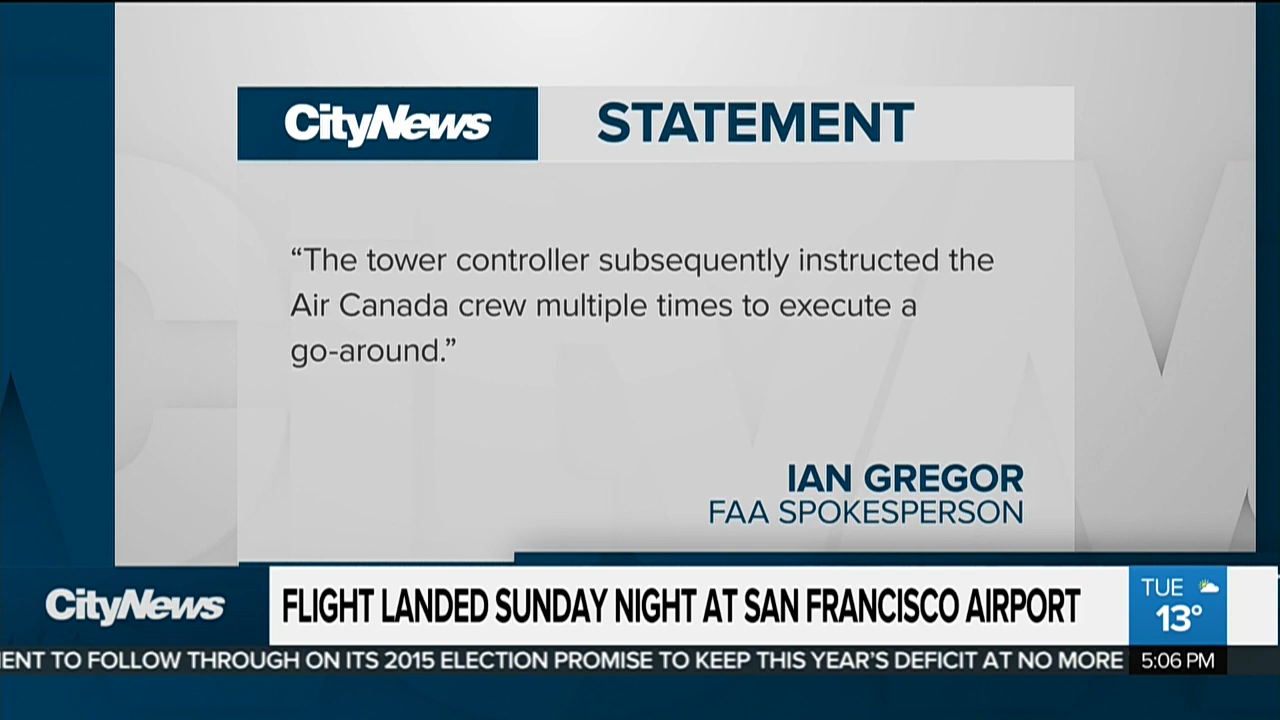 CityNews STATEMENT
“The tower controller subsequently instructed the
Air Canada crew multiple times to execute a
go-around.”
IAN GREGOR
FAA SPOKESPERSON
CityNews FLIGHT LANDED SUNDAY NIGHT AT SAN FRANCISCO AIRPORT TUE 13°
ENT TO FOLLOW THROUGH ON ITS 2015 ELECTION PROMISE TO KEEP THIS YEAR’S DEFICIT AT NO MORE 5:06 PM